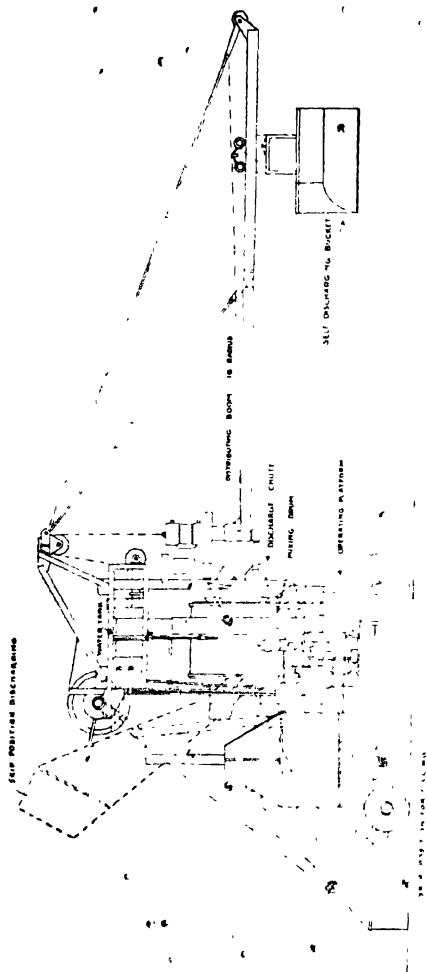 SKIP POSITION DISCHARGING
WATER TANK
DISTRIBUTING BOOM 16 RADIUS
SELF DISCHARGING BUCKET
DISCHARGE CHUTE
MIXING DRUM
OPERATING PLATFORM